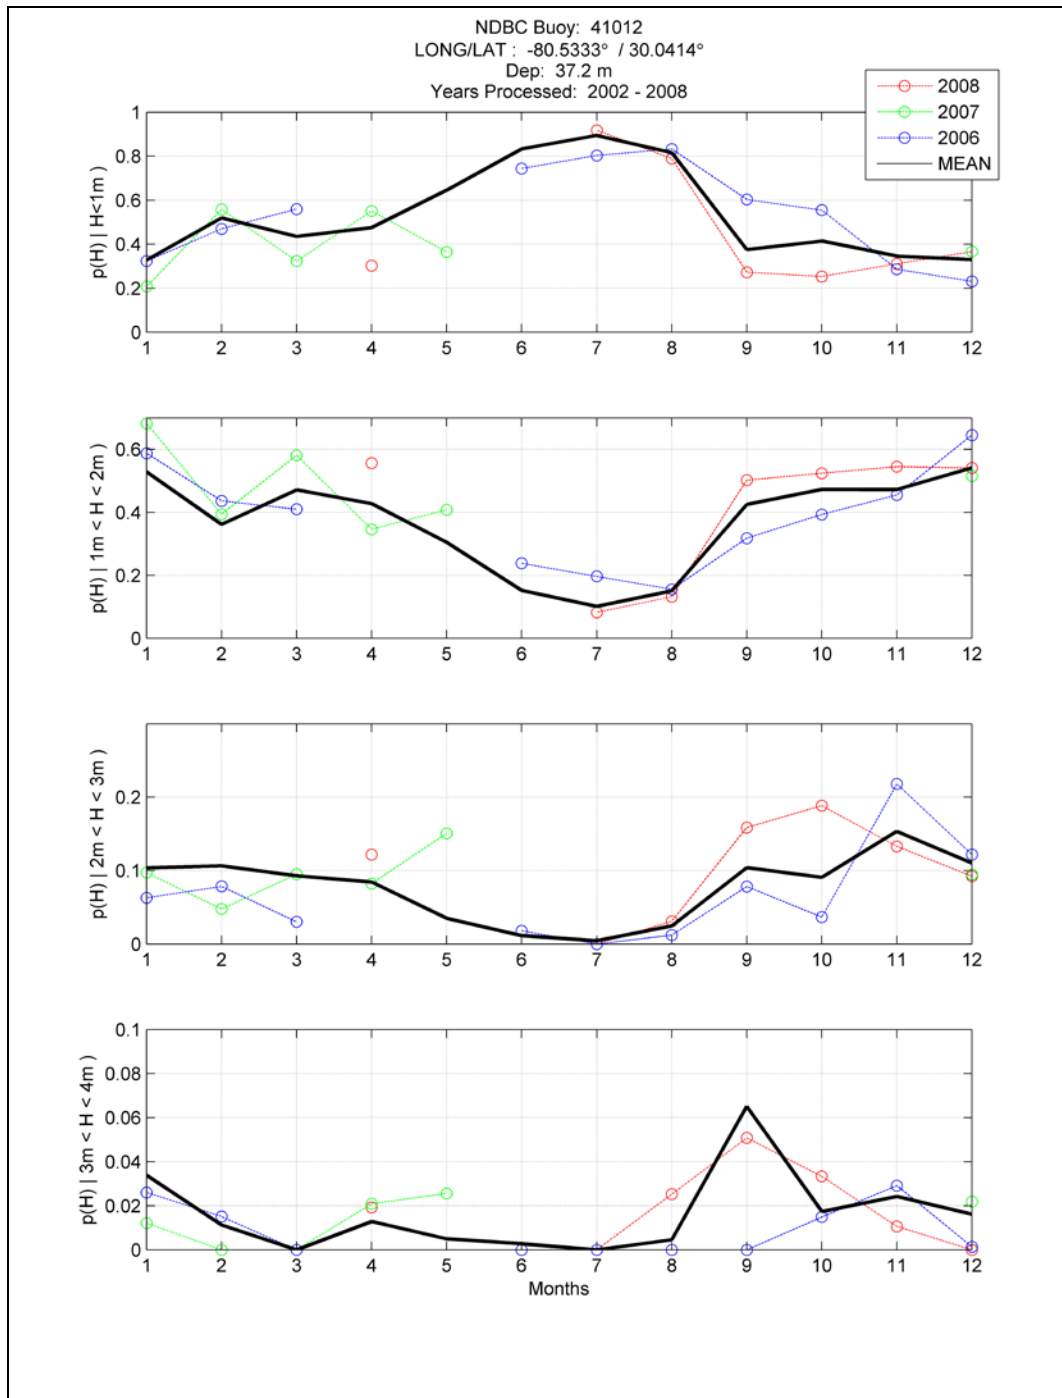 NDBC Buoy: 41012
LONG/LAT : -80.5333° / 30.0414°
Dep: 37.2 m
Years Processed: 2002 - 2008
2008
2007
2006
MEAN
p(H) | H<1m )
1
0.8
0.6
0.4
0.2
0
1 2 3 4 5 6 7 8 9 10 11 12
p(H) | 1m < H < 2m )
0.6
0.4
0.2
0
1 2 3 4 5 6 7 8 9 10 11 12
p(H) | 2m < H < 3m )
0.2
0.1
0
1 2 3 4 5 6 7 8 9 10 11 12
p(H) | 3m < H < 4m )
0.1
0.08
0.06
0.04
0.02
0
1 2 3 4 5 6 7 8 9 10 11 12
Months